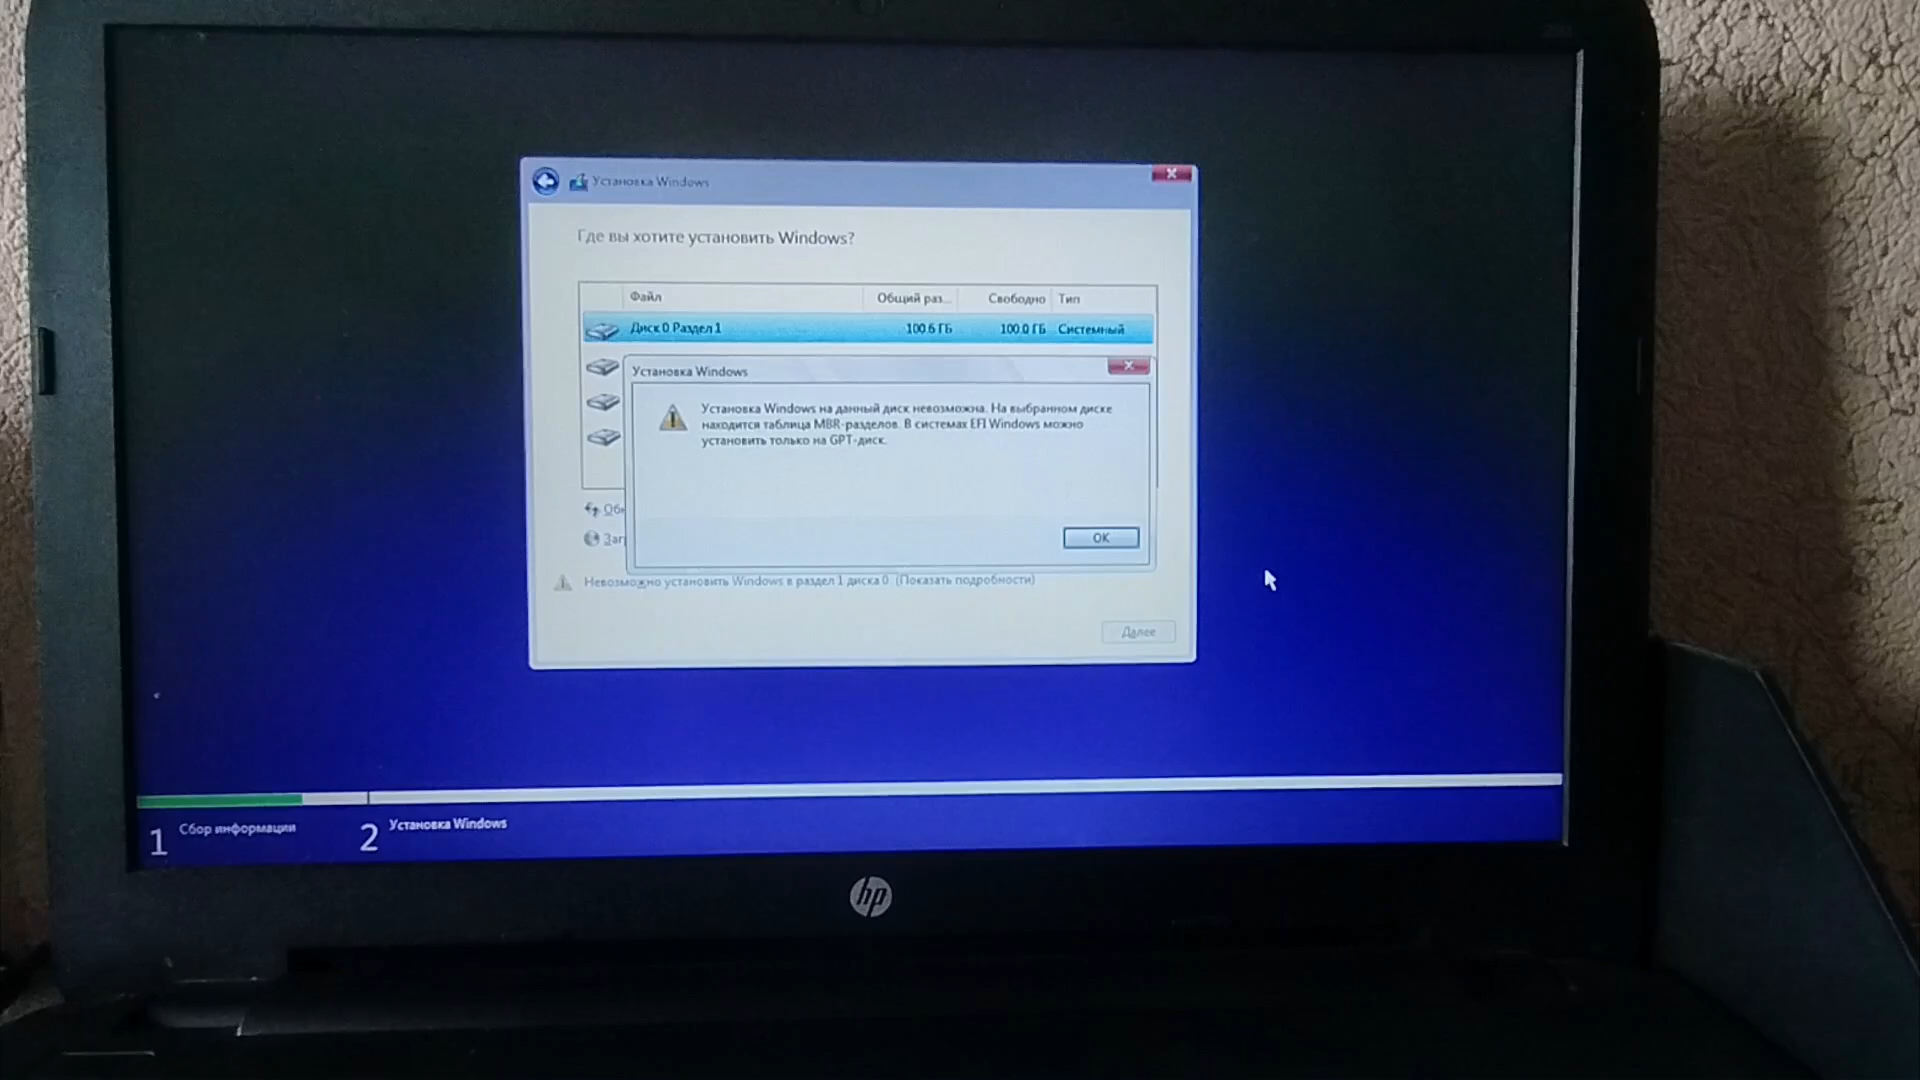 Установка Windows
Где вы хотите установить Windows?
Файл Общий раз... Свободно Тип
Диск 0 Раздел 1 100.6 ГБ 100.0 ГБ Системный
Установка Windows
Установка Windows на данный диск невозможна. На выбранном диске
находится таблица MBR-разделов. В системах EFI Windows можно
установить только на GPT-диск.
OK
Невозможно установить Windows в раздел 1 диска 0. (Показать подробности)
Далее
1 Сбор информации 2 Установка Windows
hp